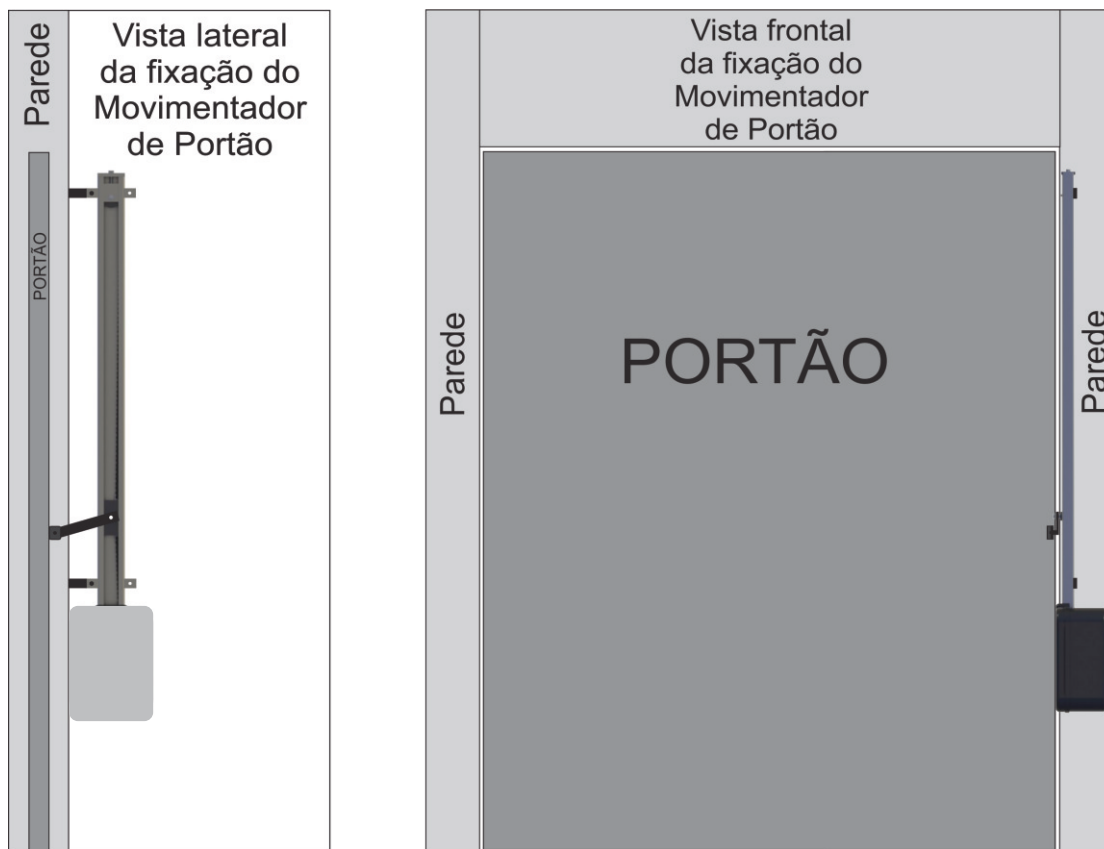 Parede
Vista lateral
da fixação do
Movimentador
de Portão
PORTÃO
Vista frontal
da fixação do
Movimentador
de Portão
Parede
PORTÃO
Parede